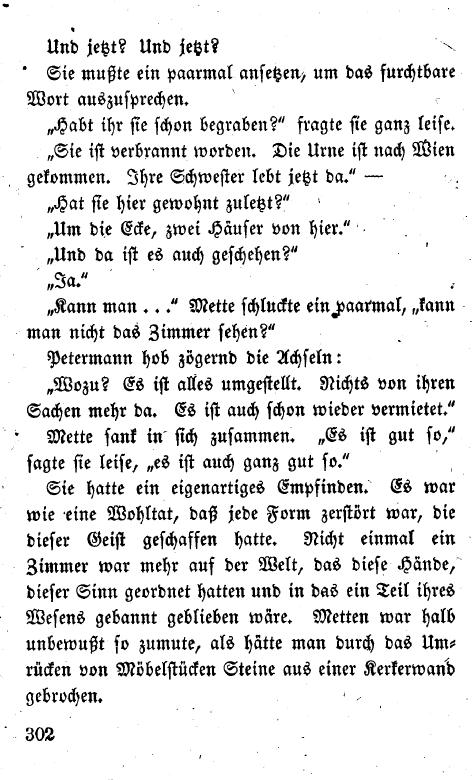 Und jetzt? Und jetzt?
Sie mußte ein paarmal ansetzen, um das furchtbare
Wort auszusprechen.
„Habt ihr sie schon begraben?“ fragte sie ganz leise.
„Sie ist verbrannt worden. Die Urne ist nach Wien
gekommen. Ihre Schwester lebt jetzt da.“ —
„Hat sie hier gewohnt zuletzt?“
„Um die Ecke, zwei Häuser von hier.“
„Und da ist es auch geschehen?“
„Ja.“
„Kann man . . .“ Mette schluckte ein paarmal, „kann
man nicht das Zimmer sehen?“
Petermann hob zögernd die Achseln:
„Wozu? Es ist alles umgestellt. Nichts von ihren
Sachen mehr da. Es ist auch schon wieder vermietet.“
Mette sank in sich zusammen. „Es ist gut so,“
sagte sie leise, „es ist auch ganz gut so.“
Sie hatte ein eigenartiges Empfinden. Es war
wie eine Wohltat, daß jede Form zerstört war, die
dieser Geist geschaffen hatte. Nicht einmal ein
Zimmer war mehr auf der Welt, das diese Hände,
dieser Sinn geordnet hatten und in das ein Teil ihres
Wesens gebannt geblieben wäre. Metten war halb
unbewußt so zumute, als hätte man durch das Um-
rücken von Möbelstücken Steine aus einer Kerkerwand
gebrochen.
302